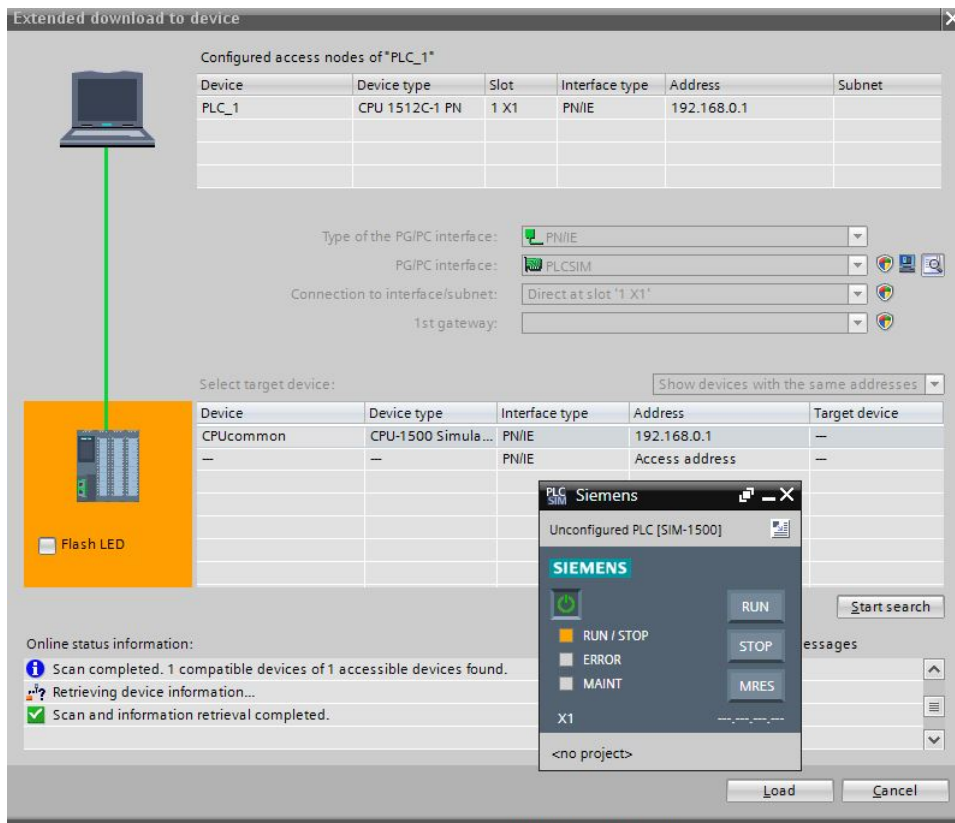 Extended download to device
Configured access nodes of "PLC_1"
Device Device type Slot Interface type Address Subnet
PLC_1 CPU 1512C-1 PN 1 X1 PN/IE 192.168.0.1
Type of the PG/PC interface: PN/IE
PG/PC interface: PLCSIM
Connection to interface/subnet: Direct at slot '1 X1'
1st gateway:
Select target device: Show devices with the same addresses
Device Device type Interface type Address Target device
CPUcommon CPU-1500 Simula... PN/IE 192.168.0.1 —
— — PN/IE Access address —
Flash LED
Start search
Online status information: essages
Scan completed. 1 compatible devices of 1 accessible devices found.
Retrieving device information...
Scan and information retrieval completed.
PLC SIM Siemens
Unconfigured PLC [SIM-1500]
SIEMENS
RUN
RUN / STOP
STOP
ERROR
MAINT
MRES
X1 ---.---.---.---
<no project>
Load Cancel